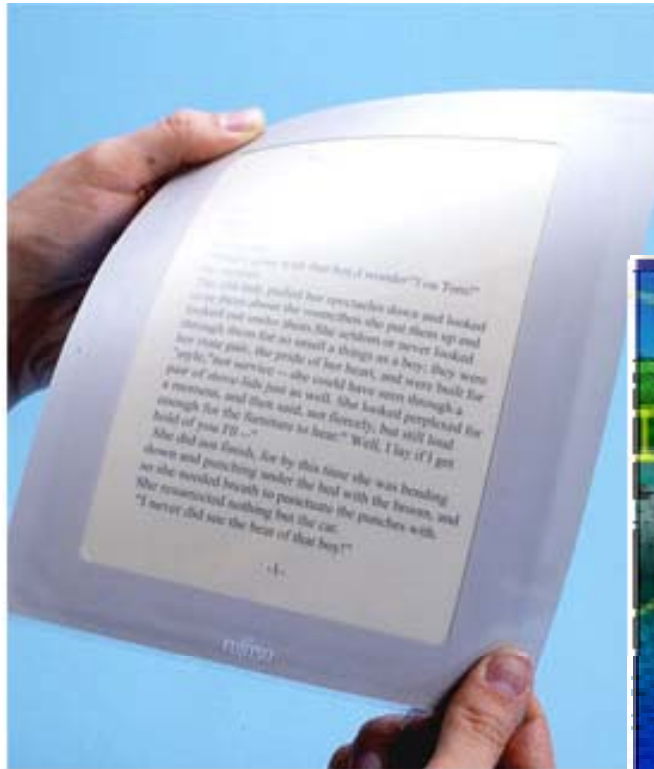 with that boy, I wonder? "You Tom!"
The old lady pulled her spectacles down and looked
over them about the room; then she put them up and
looked out under them. She seldom or never looked
through them for so small a things as a boy; they were
her state pair, the pride of her heart, and were built for
"style," not service -- she could have seen through a
pair of stove-lids just as well. She looked perplexed for
a moment, and then said, not fiercely, but still loud
enough for the furniture to hear:" Well, I lay if I get
hold of you I'll --"
She did not finish, for by this time she was bending
down and punching under the bed with the broom, and
so she needed breath to punctuate the punches with.
She resurrected nothing but the cat.
"I never did see the beat of that boy!"
-1-
FUJITSU